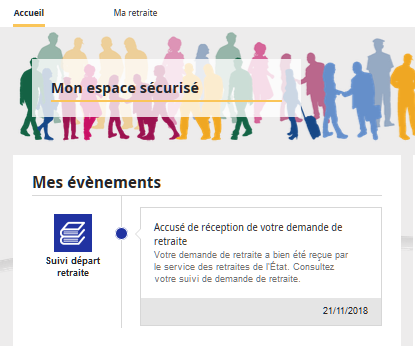 Accueil Ma retraite
Mon espace sécurisé
Mes évènements
Suivi départ
retraite
Accusé de réception de votre demande de
retraite
Votre demande de retraite a bien été reçue par
le service des retraites de l'État. Consultez
votre suivi de demande de retraite.
21/11/2018